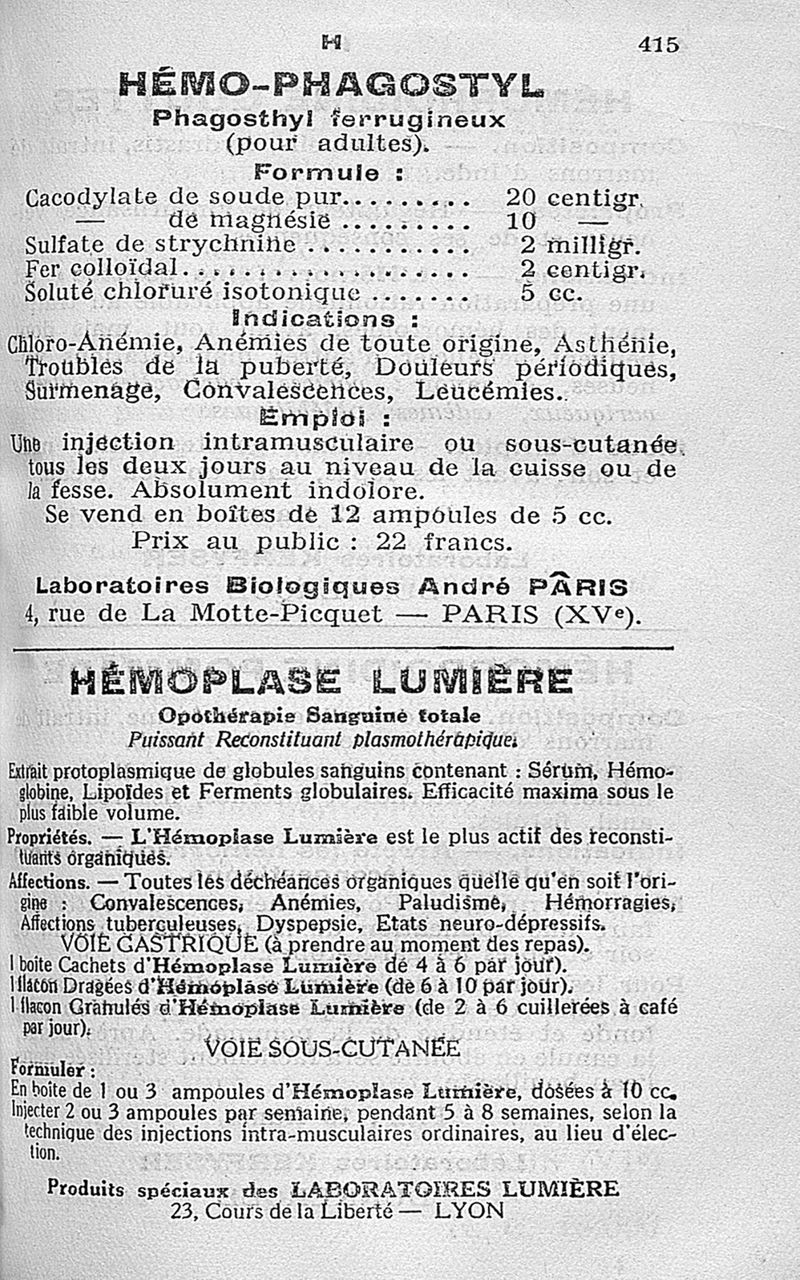 H 415
HÉMO-PHAGOSTYL
Phagosthyl ferrugineux
(pour adultes).
Formule :
Cacodylate de soude pur.......... 20 centigr.
— de magnésie .......... 10 —
Sulfate de strychnine ............ 2 milligr.
Fer colloïdal..................... 2 centigr.
Soluté chloruré isotonique ........ 5 cc.
Indications :
Chloro-Anémie, Anémies de toute origine, Asthénie,
Troubles de la puberté, Douleurs périodiques,
Surmenage, Convalescences, Leucémies.
Emploi :
Une injection intramusculaire ou sous-cutanée
tous les deux jours au niveau de la cuisse ou de
la fesse. Absolument indolore.
Se vend en boîtes de 12 ampoules de 5 cc.
Prix au public : 22 francs.
Laboratoires Biologiques André PÂRIS
4, rue de La Motte-Picquet — PARIS (XVe).
HÉMOPLASE LUMIÈRE
Opothérapie Sanguine totale
Puissant Reconstituant plasmothérapique.
Extrait protoplasmique de globules sanguins contenant : Sérum, Hémo-
globine, Lipoïdes et Ferments globulaires. Efficacité maxima sous le
plus faible volume.
Propriétés. — L'Hémoplase Lumière est le plus actif des reconsti-
tuants organiques.
Affections. — Toutes les déchéances organiques quelle qu'en soit l'ori-
gine : Convalescences, Anémies, Paludisme, Hémorragies,
Affections tuberculeuses, Dyspepsie, Etats neuro-dépressifs.
VOIE GASTRIQUE (à prendre au moment des repas).
1 boite Cachets d'Hémoplase Lumière de 4 à 6 par jour).
1 flacon Dragées d'Hémoplase Lumière (de 6 à 10 par jour).
1 flacon Granulés d'Hémoplase Lumière (de 2 à 6 cuillerées à café
par jour).
VOIE SOUS-CUTANÉE
Formuler :
En boite de 1 ou 3 ampoules d'Hémoplase Lumière, dosées à 10 cc.
Injecter 2 ou 3 ampoules par semaine, pendant 5 à 8 semaines, selon la
technique des injections intra-musculaires ordinaires, au lieu d'élec-
tion.
Produits spéciaux des LABORATOIRES LUMIÈRE
23, Cours de la Liberté — LYON